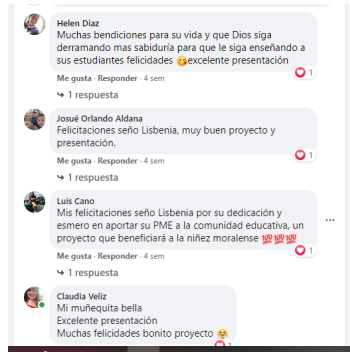 Helen Diaz
Muchas bendiciones para su vida y que Dios siga
derramando mas sabiduría para que le siga enseñando a
sus estudiantes felicidades 🥰excelente presentación
1
Me gusta · Responder · 4 sem
1 respuesta
Josué Orlando Aldana
Felicitaciones seño Lisbenia, muy buen proyecto y
presentación.
1
Me gusta · Responder · 4 sem
1 respuesta
Luis Cano
Mis felicitaciones seño Lisbenia por su dedicación y
esmero en aportar su PME a la comunidad educativa, un
proyecto que beneficiará a la niñez moralense 💯💯💯
1
Me gusta · Responder · 4 sem
1 respuesta
Claudia Veliz
Mi muñequita bella
Excelente presentación
Muchas felicidades bonito proyecto 🤗
1